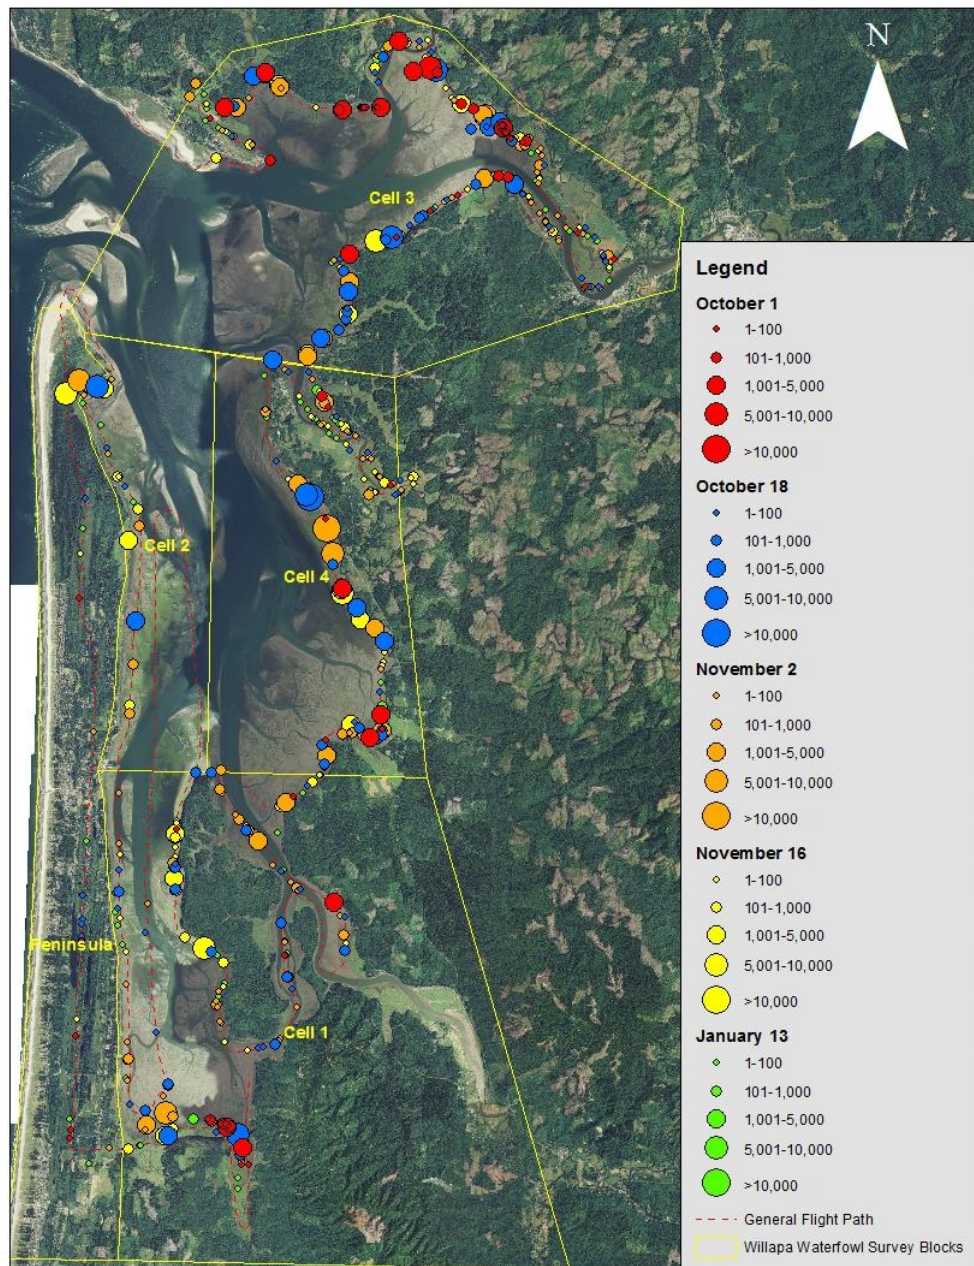 N
Cell 3
Cell 2
Cell 4
Peninsula
Cell 1
Legend
October 1
1-100
101-1,000
1,001-5,000
5,001-10,000
>10,000
October 18
1-100
101-1,000
1,001-5,000
5,001-10,000
>10,000
November 2
1-100
101-1,000
1,001-5,000
5,001-10,000
>10,000
November 16
1-100
101-1,000
1,001-5,000
5,001-10,000
>10,000
January 13
1-100
101-1,000
1,001-5,000
5,001-10,000
>10,000
General Flight Path
Willapa Waterfowl Survey Blocks